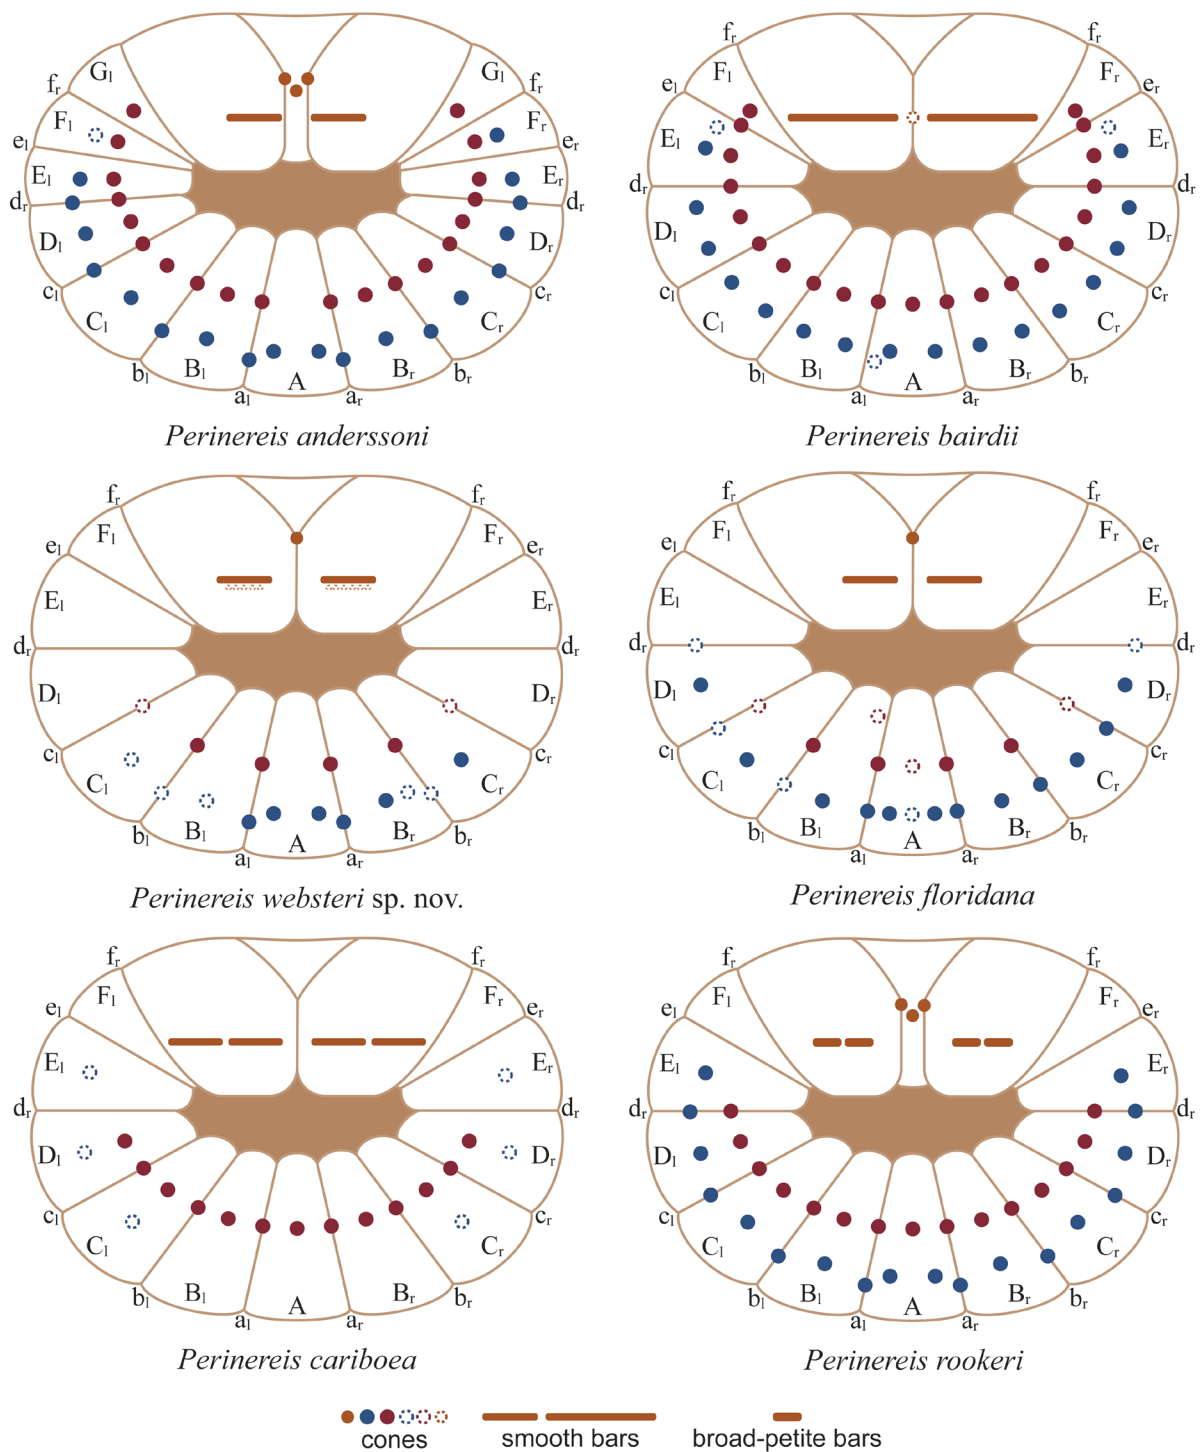 fr fr
Gl Gl
fr fr
Fl Fr
el er
El Er
dr dr
Dl Dr
cl cr
Cl Cr
bl Bl A Br br
al ar
Perinereis anderssoni
fr fr
Fl Fr
el er
El Er
dr dr
Dl Dr
cl cr
Cl Cr
bl Bl A Br br
al ar
Perinereis bairdii
fr fr
Fl Fr
el er
El Er
dr dr
Dl Dr
cl cr
Cl Cr
bl Bl A Br br
al ar
Perinereis websteri sp. nov.
fr fr
Fl Fr
el er
El Er
dr dr
Dl Dr
cl cr
Cl Cr
bl Bl A Br br
al ar
Perinereis floridana
fr fr
Fl Fr
el er
El Er
dr dr
Dl Dr
cl cr
Cl Cr
bl Bl A Br br
al ar
Perinereis cariboea
fr fr
Fl Fr
el er
El Er
dr dr
Dl Dr
cl cr
Cl Cr
bl Bl A Br br
al ar
Perinereis rookeri
cones smooth bars broad-petite bars